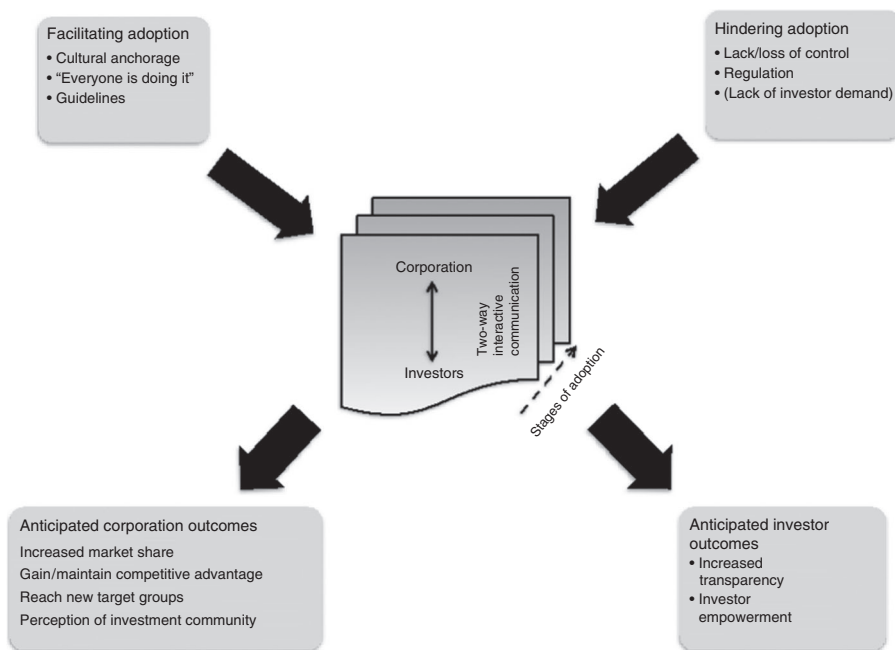 Facilitating adoption
• Cultural anchorage
• “Everyone is doing it”
• Guidelines
Hindering adoption
• Lack/loss of control
• Regulation
• (Lack of investor demand)
Corporation
Investors
Two-way
interactive
communication
Stages of adoption
Anticipated corporation outcomes
Increased market share
Gain/maintain competitive advantage
Reach new target groups
Perception of investment community
Anticipated investor
outcomes
• Increased
transparency
• Investor
empowerment